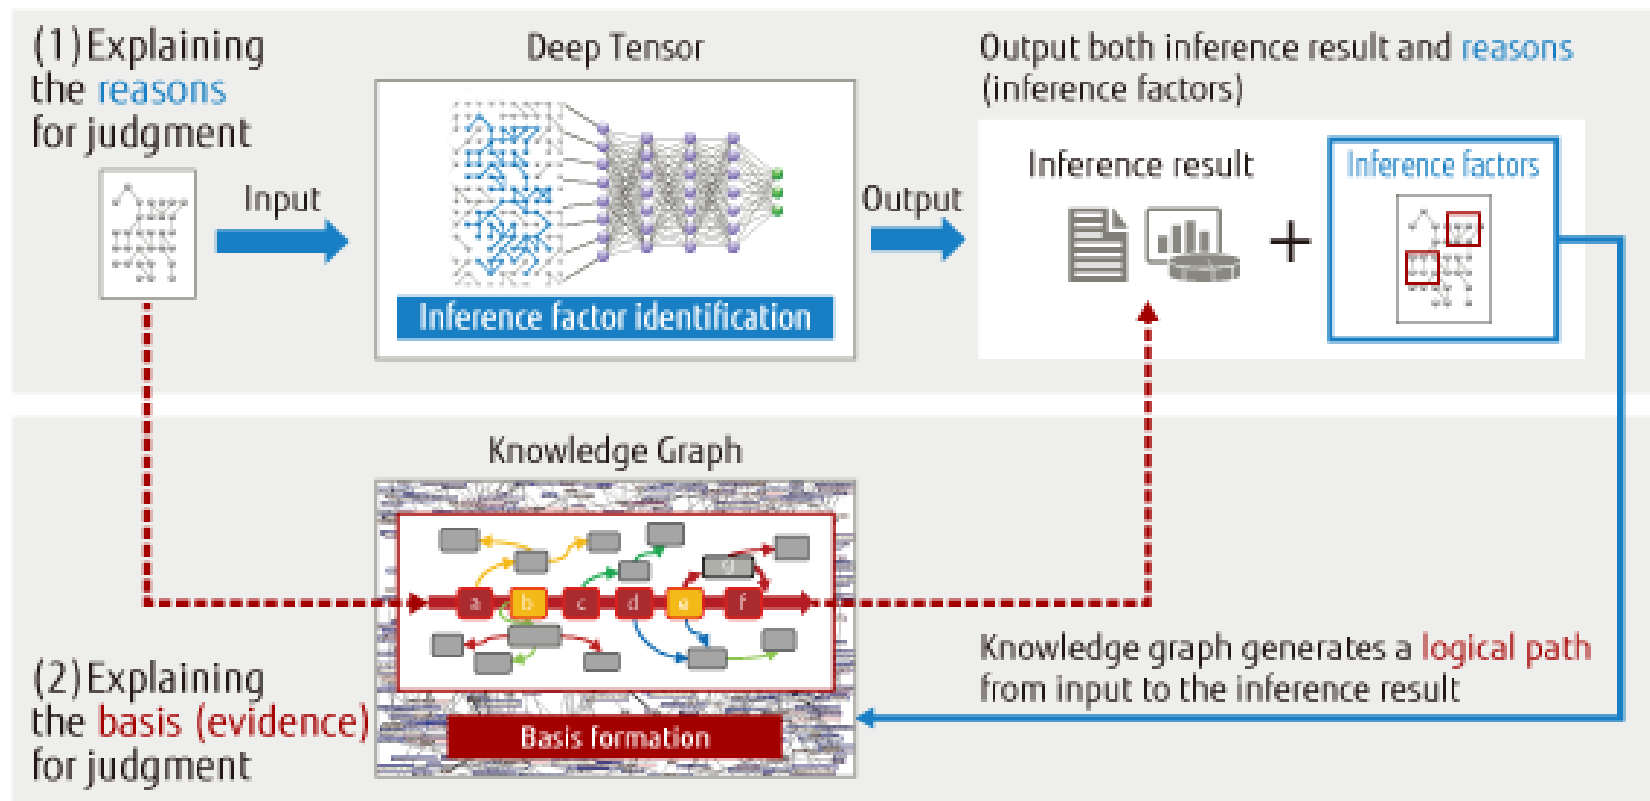 (1)Explaining
the reasons
for judgment
Input
Deep Tensor
Inference factor identification
Output
Output both inference result and reasons
(inference factors)
Inference result
+
Inference factors
Knowledge Graph
a b c d e f
g
Basis formation
(2)Explaining
the basis (evidence)
for judgment
Knowledge graph generates a logical path
from input to the inference result